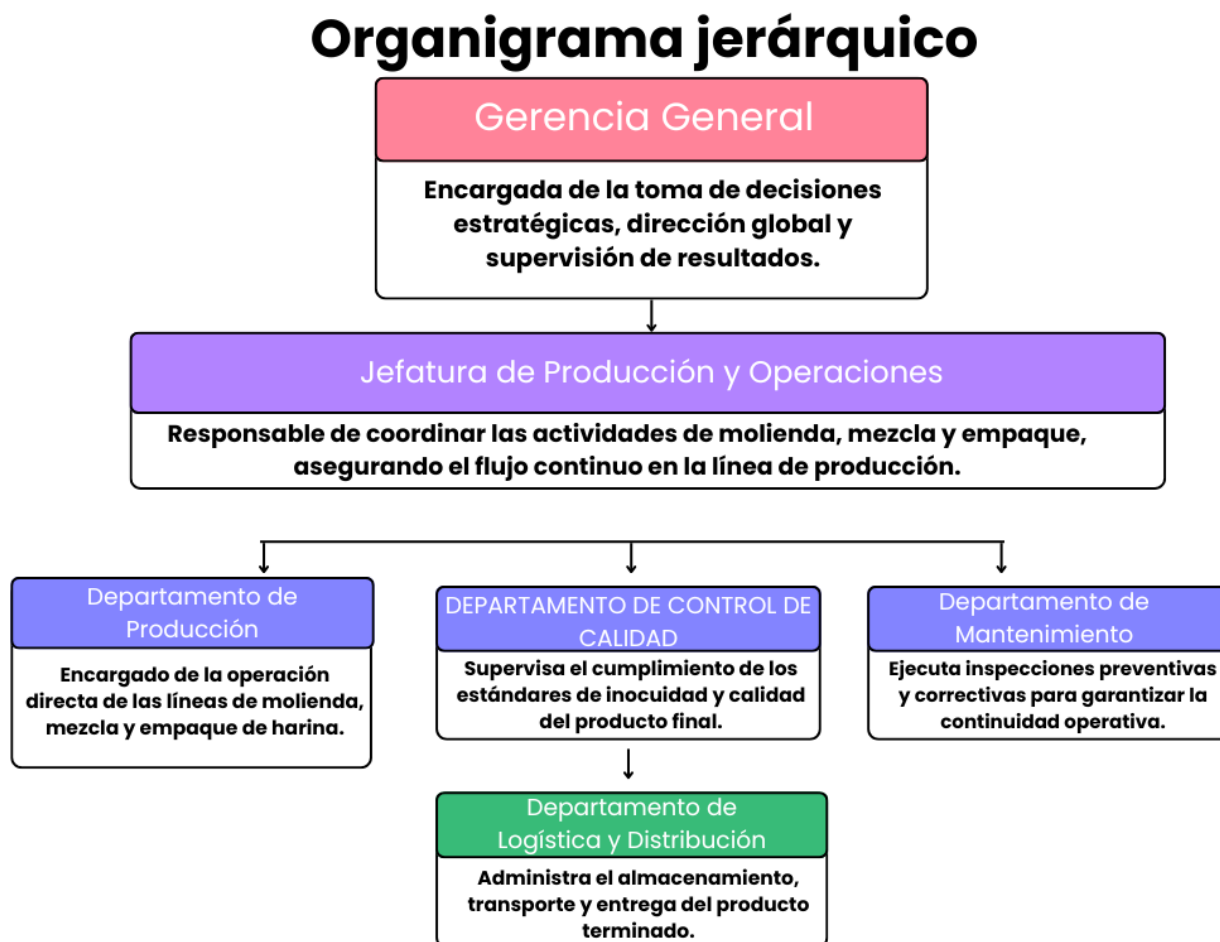 Organigrama jerárquico
Gerencia General
Encargada de la toma de decisiones
estratégicas, dirección global y
supervisión de resultados.
Jefatura de Producción y Operaciones
Responsable de coordinar las actividades de molienda, mezcla y empaque,
asegurando el flujo continuo en la línea de producción.
Departamento de
Producción
Encargado de la operación
directa de las líneas de molienda,
mezcla y empaque de harina.
DEPARTAMENTO DE CONTROL DE
CALIDAD
Supervisa el cumplimiento de los
estándares de inocuidad y calidad
del producto final.
Departamento de
Mantenimiento
Ejecuta inspecciones preventivas
y correctivas para garantizar la
continuidad operativa.
Departamento de
Logística y Distribución
Administra el almacenamiento,
transporte y entrega del producto
terminado.